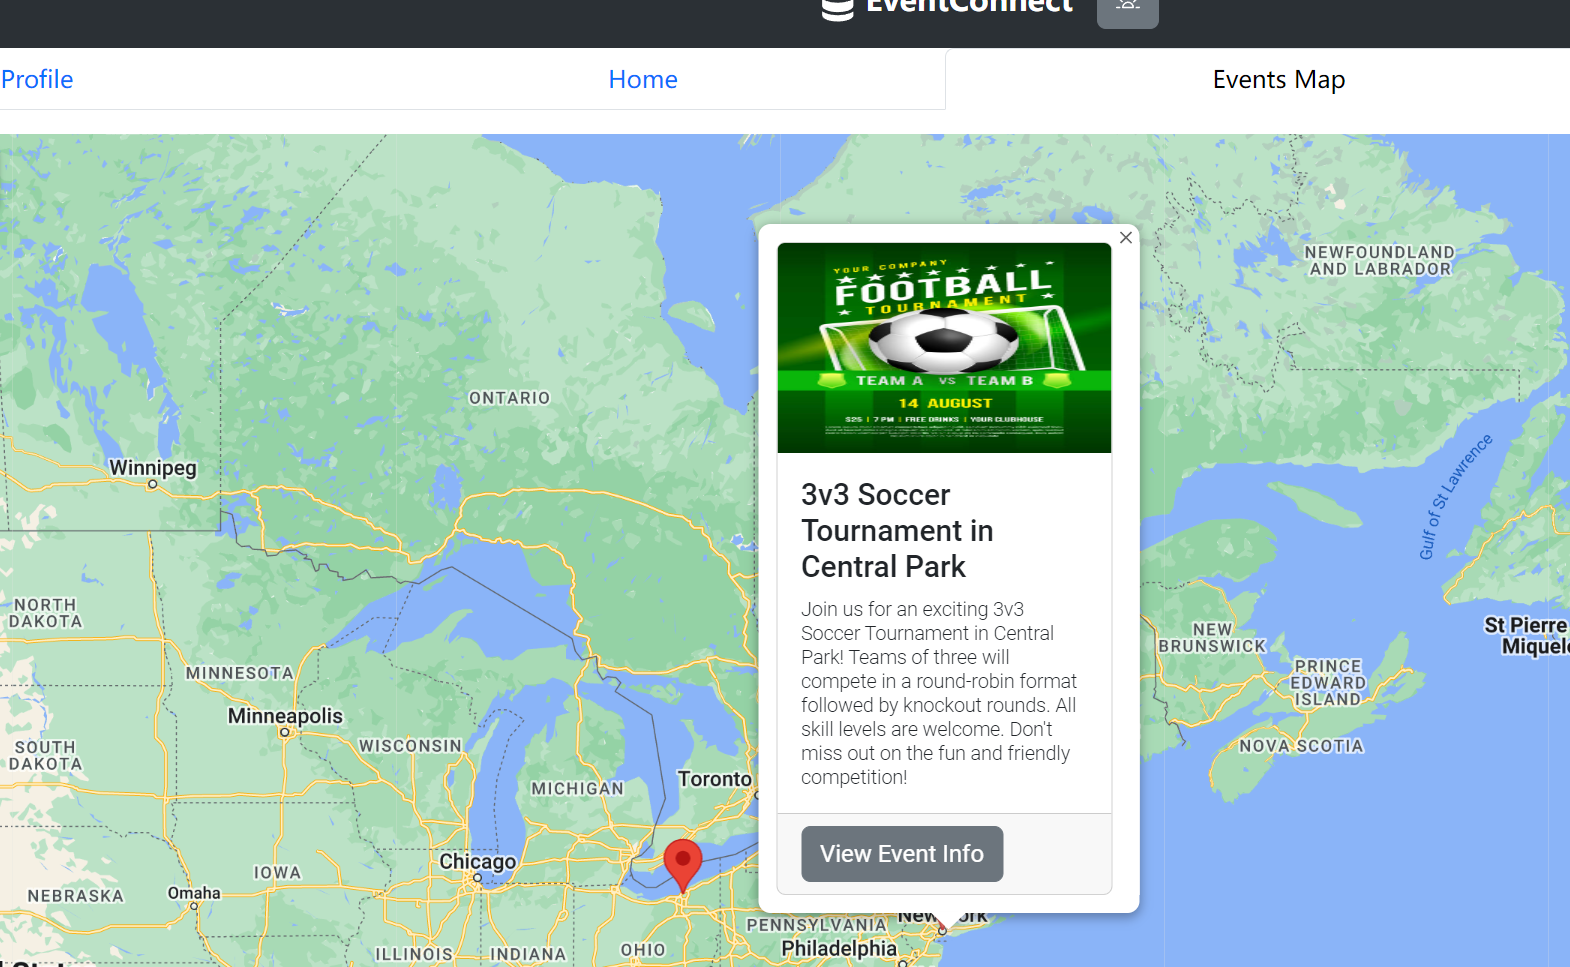 EventConnect
Profile
Home
Events Map
NEWFOUNDLAND
AND LABRADOR
YOUR COMPANY
FOOTBALL
TOURNAMENT
TEAM A VS TEAM B
14 AUGUST
$25 | 7 PM | FREE DRINKS | YOUR CLUBHOUSE
ONTARIO
Winnipeg
Gulf of St Lawrence
3v3 Soccer
Tournament in
Central Park
Join us for an exciting 3v3
Soccer Tournament in Central
Park! Teams of three will
compete in a round-robin format
followed by knockout rounds. All
skill levels are welcome. Don't
miss out on the fun and friendly
competition!
View Event Info
NORTH
DAKOTA
MINNESOTA
Minneapolis
SOUTH
DAKOTA
WISCONSIN
MICHIGAN
Toronto
NEW
BRUNSWICK
PRINCE
EDWARD
ISLAND
St Pierre
NOVA SCOTIA
Chicago
IOWA
NEBRASKA
Omaha
ILLINOIS
INDIANA
OHIO
PENNSYLVANIA
Philadelphia